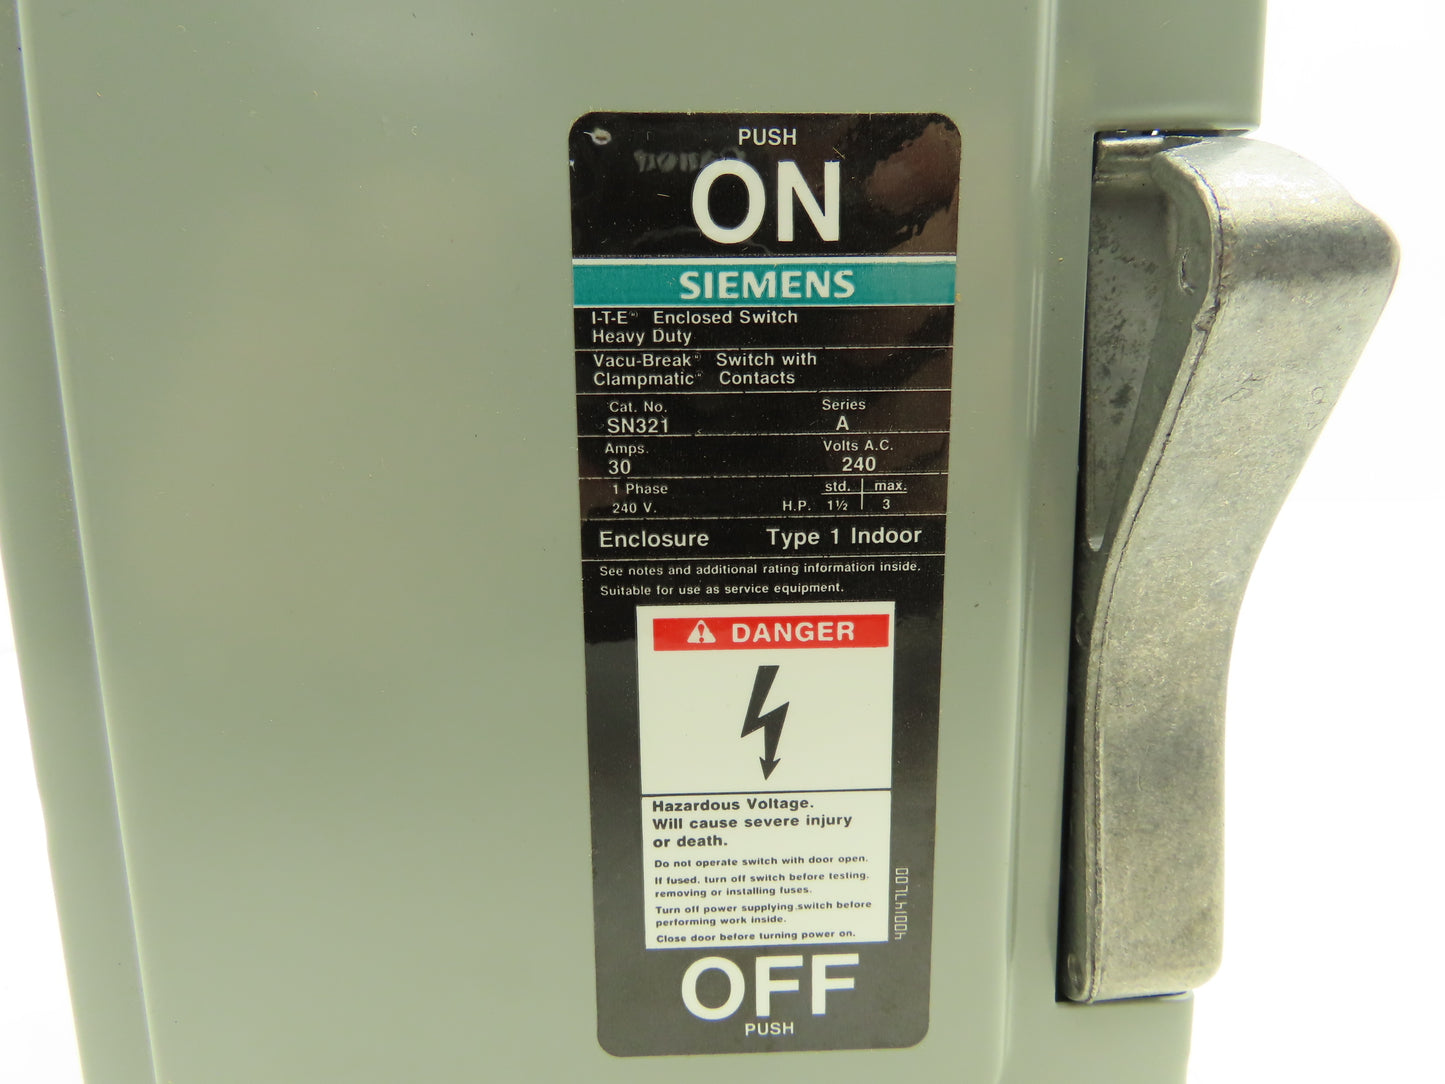 PUSH
ON
SIEMENS
I-T-E® Enclosed Switch
Heavy Duty
Vacu-Break® Switch with
Clampmatic® Contacts
Cat. No. Series
SN321 A
Amps. Volts A.C.
30 240
1 Phase std. max.
240 V. H.P. 1½ 3
Enclosure Type 1 Indoor
See notes and additional rating information inside.
Suitable for use as service equipment.
DANGER
Hazardous Voltage.
Will cause severe injury
or death.
Do not operate switch with door open.
If fused, turn off switch before testing,
removing or installing fuses.
Turn off power supplying switch before
performing work inside.
Close door before turning power on.
OFF
PUSH